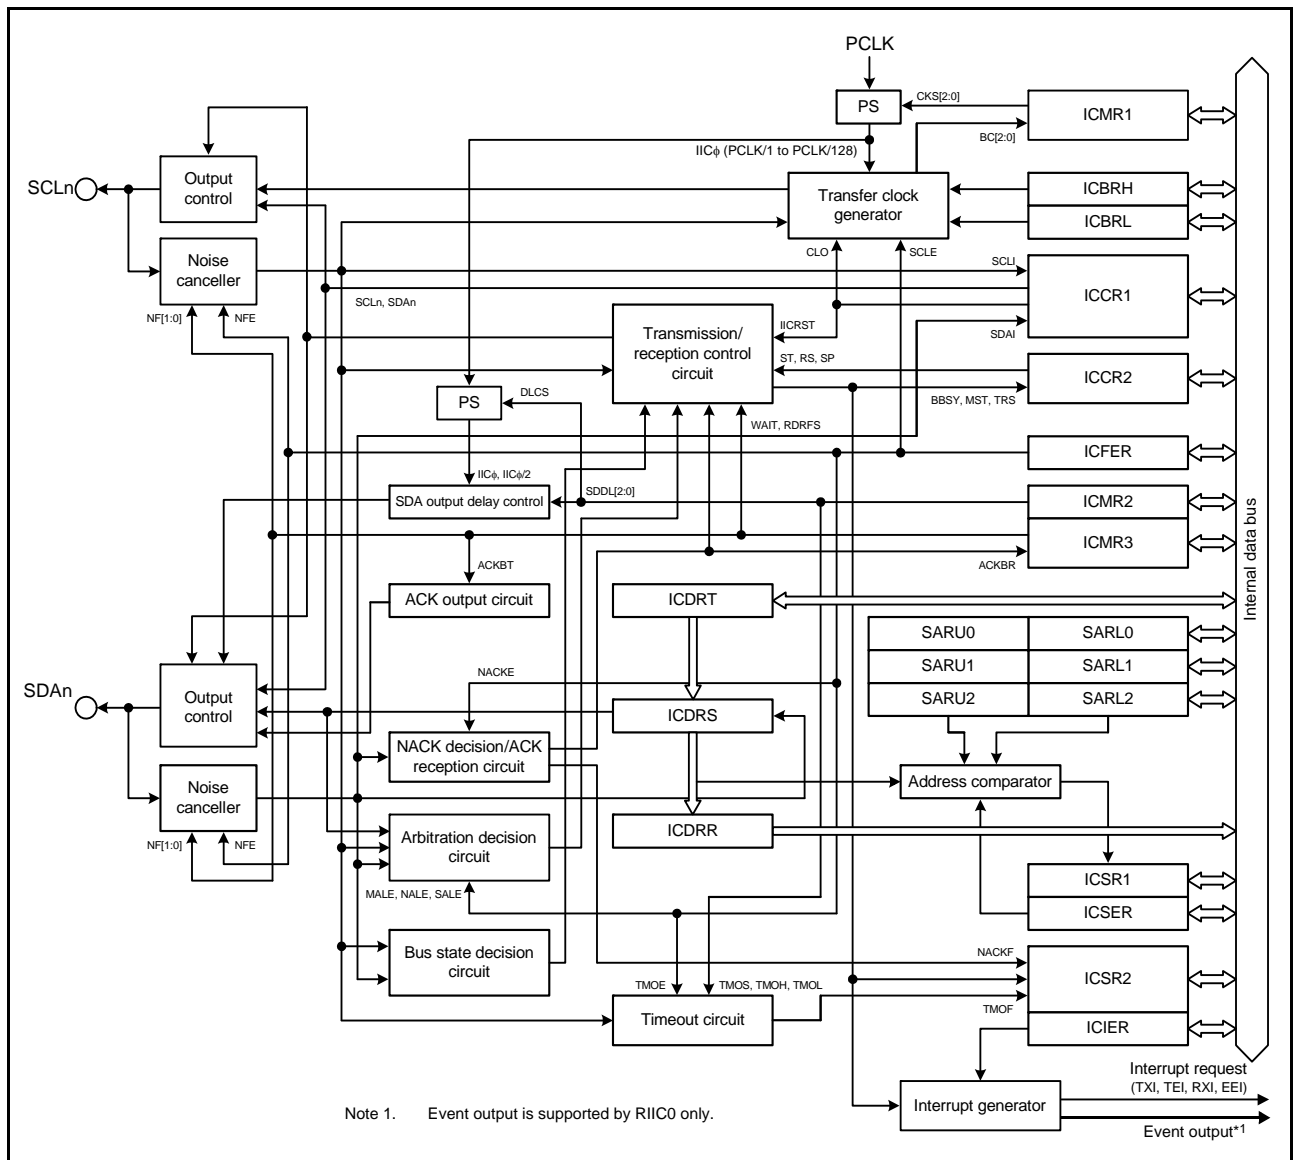 PCLK
PS
CKS[2:0]
ICMR1
BC[2:0]
IICφ (PCLK/1 to PCLK/128)
SCLn
Output
control
Transfer clock
generator
ICBRH
ICBRL
Noise
canceller
CLO
SCLE
SCLI
ICCR1
SCLn, SDAn
NF[1:0]
NFE
Transmission/
reception control
circuit
IICRST
SDAI
ST, RS, SP
ICCR2
BBSY, MST, TRS
PS
DLCS
WAIT, RDRFS
ICFER
IICφ, IICφ/2
SDA output delay control
SDDL[2:0]
ICMR2
ICMR3
ACKBT
ACKBR
Internal data bus
ACK output circuit
ICDRT
SARU0
SARL0
SARU1
SARL1
SARU2
SARL2
NACKE
SDAn
Output
control
ICDRS
NACK decision/ACK
reception circuit
Noise
canceller
Address comparator
NF[1:0]
NFE
Arbitration decision
circuit
ICDRR
MALE, NALE, SALE
ICSR1
ICSER
Bus state decision
circuit
NACKF
ICSR2
TMOE
TMOS, TMOH, TMOL
TMOF
Timeout circuit
ICIER
Interrupt request
(TXI, TEI, RXI, EEI)
Interrupt generator
Event output*1
Note 1. Event output is supported by RIIC0 only.